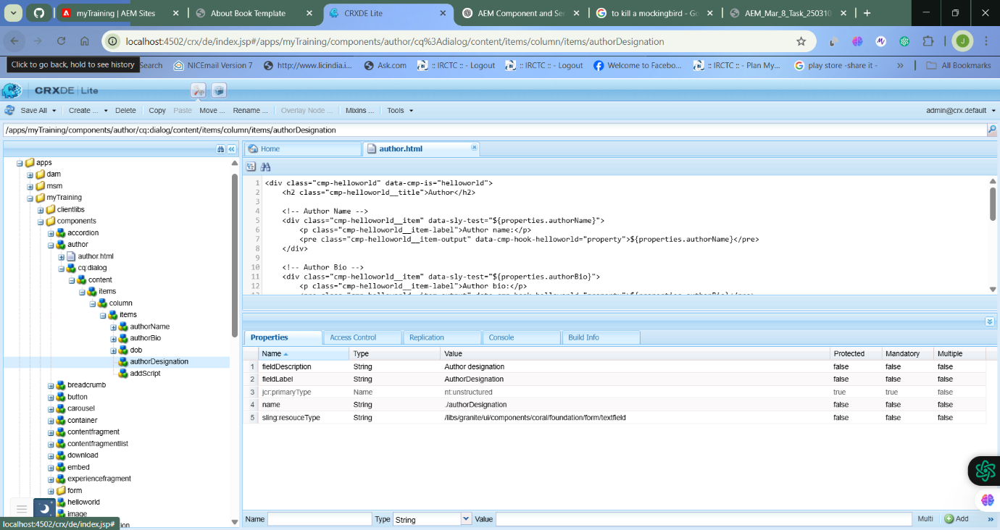 myTraining | AEM Sites
About Book Template
CRXDE Lite
AEM Component and Ser
to kill a mockingbird - Go
AEM_Mar_8_Task_250310
localhost:4502/crx/de/index.jsp#/apps/myTraining/components/author/cq%3Adialog/content/items/column/items/authorDesignation
J
Click to go back, hold to see history
Search
NICEmail Version 7
http://www.licindia.i...
Ask.com
:: IRCTC :: - Logout
:: IRCTC :: - Logout
Welcome to Facebo...
:: IRCTC :: - Plan My...
play store -share it -
»
All Bookmarks
CRXDE | Lite
Save All
Create ...
Delete
Copy
Paste
Move ...
Rename ...
Overlay Node ...
Mixins ...
Tools
admin@crx.default
/apps/myTraining/components/author/cq:dialog/content/items/column/items/authorDesignation
apps
dam
msm
myTraining
clientlibs
components
accordion
author
author.html
cq:dialog
content
items
column
items
authorName
authorBio
dob
authorDesignation
addScript
breadcrumb
button
carousel
container
contentfragment
contentfragmentlist
download
embed
experiencefragment
form
helloworld
image
localhost:4502/crx/de/index.jsp#
Home
author.html
1 <div class="cmp-helloworld" data-cmp-is="helloworld">
2 <h2 class="cmp-helloworld__title">Author</h2>
3
4 <!-- Author Name -->
5 <div class="cmp-helloworld__item" data-sly-test="${properties.authorName}">
6 <p class="cmp-helloworld__item-label">Author name:</p>
7 <pre class="cmp-helloworld__item-output" data-cmp-hook-helloworld="property">${properties.authorName}</pre>
8 </div>
9
10 <!-- Author Bio -->
11 <div class="cmp-helloworld__item" data-sly-test="${properties.authorBio}">
12 <p class="cmp-helloworld__item-label">Author bio:</p>
Properties
Access Control
Replication
Console
Build Info
Name Type Value Protected Mandatory Multiple
1 fieldDescription String Author designation false false false
2 fieldLabel String AuthorDesignation false false false
3 jcr:primaryType Name nt:unstructured true true false
4 name String ./authorDesignation false false false
5 sling:resouceType String /libs/granite/ui/components/coral/foundation/form/textfield false false false
Name Type String Value Multi Add »